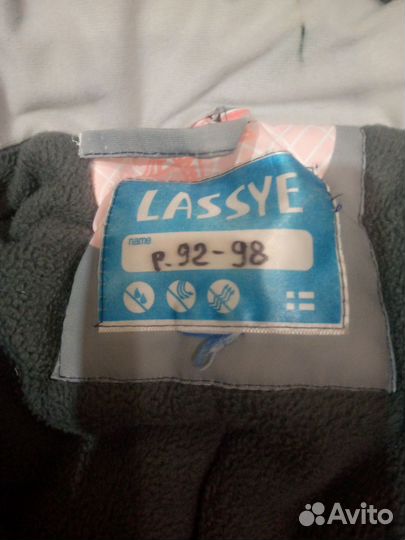 LASSYE
name
р. 92-98
Avito